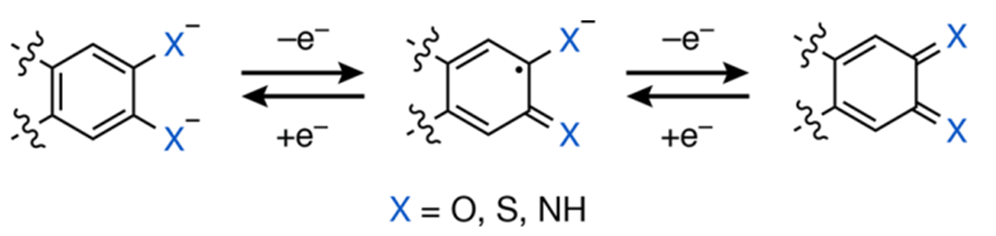 X⁻ −e⁻ X⁻ −e⁻ X
X⁻ +e⁻ X +e⁻ X
X = O, S, NH